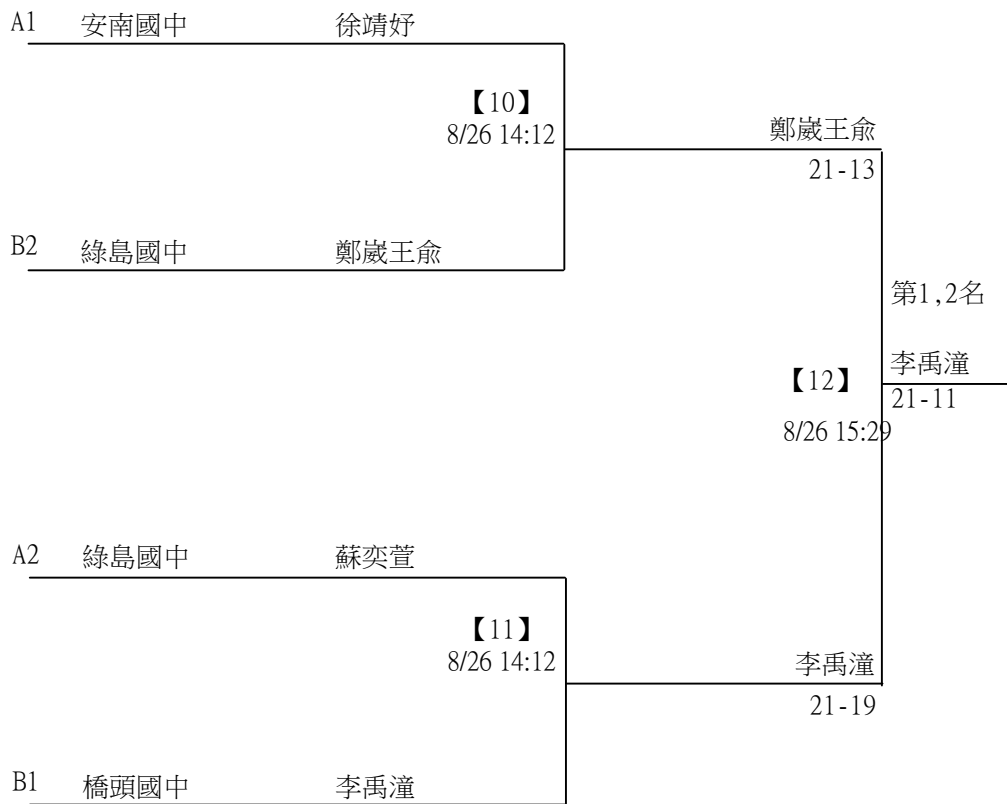 A1 安南國中 徐靖妤
【10】
8/26 14:12
鄭崴王俞
21-13
B2 綠島國中 鄭崴王俞
第1,2名
李禹潼
【12】
21-11
8/26 15:29
A2 綠島國中 蘇奕萱
【11】
8/26 14:12
李禹潼
21-19
B1 橋頭國中 李禹潼